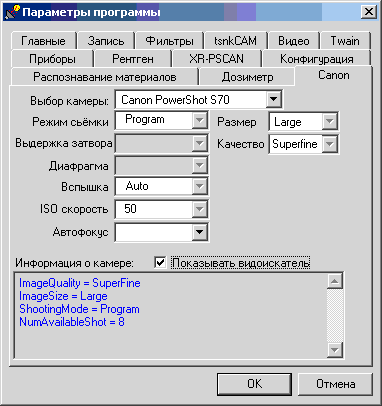 Параметры программы
Главные Запись Фильтры tsnkCAM Видео Twain
Приборы Рентген XR-PSCAN Конфигурация
Распознавание материалов Дозиметр Canon
Выбор камеры: Canon PowerShot S70
Режим сьёмки Program Размер Large
Выдержка затвора Качество Superfine
Диафрагма
Вспышка Auto
ISO скорость 50
Автофокус
Информация о камере: Показывать видоискатель
ImageQuality = SuperFine
ImageSize = Large
ShootingMode = Program
NumAvailableShot = 8
OK Отмена